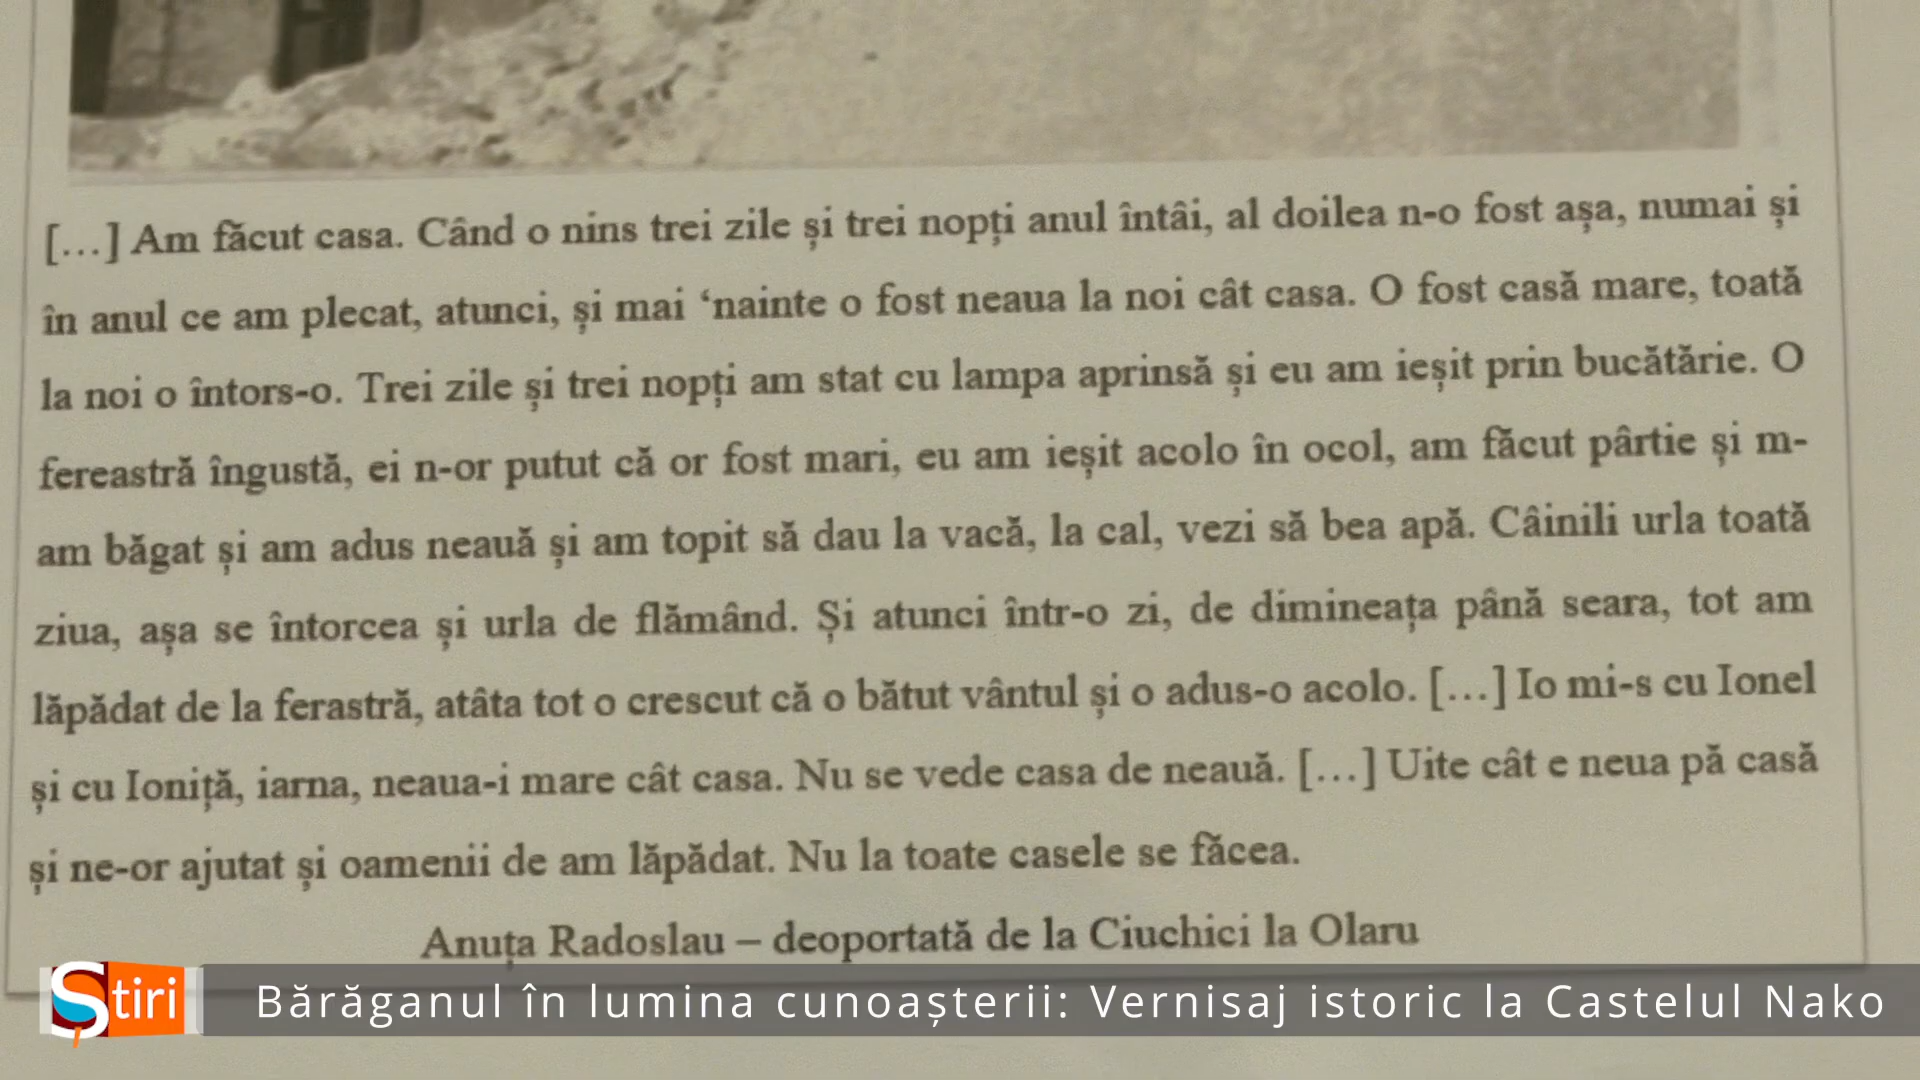 […] Am făcut casa. Când o nins trei zile și trei nopți anul întâi, al doilea n-o fost așa, numai și
în anul ce am plecat, atunci, și mai ‘nainte o fost neaua la noi cât casa. O fost casă mare, toată
la noi o întors-o. Trei zile și trei nopți am stat cu lampa aprinsă și eu am ieșit prin bucătărie. O
fereastră îngustă, ei n-or putut că or fost mari, eu am ieșit acolo în ocol, am făcut pârtie și m-
am băgat și am adus neauă și am topit să dau la vacă, la cal, vezi să bea apă. Câinili urla toată
ziua, așa se întorcea și urla de flămând. Și atunci într-o zi, de dimineața până seara, tot am
lăpădat de la ferastră, atâta tot o crescut că o bătut vântul și o adus-o acolo. […] Io mi-s cu Ionel
și cu Ioniță, iarna, neaua-i mare cât casa. Nu se vede casa de neauă. […] Uite cât e neua pă casă
și ne-or ajutat și oamenii de am lăpădat. Nu la toate casele se făcea.
Anuța Radoslau – deoportată de la Ciuchici la Olaru
Știri
Bărăganul în lumina cunoașterii: Vernisaj istoric la Castelul Nako